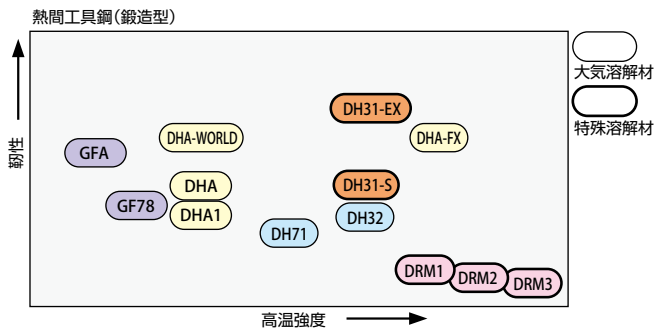 熱間工具鋼（鍛造型）
大気溶解材
特殊溶解材
靭性
DH31-EX
DHA-WORLD
DHA-FX
GFA
DHA
DH31-S
GF78
DHA1
DH32
DH71
DRM1
DRM2
DRM3
高温強度